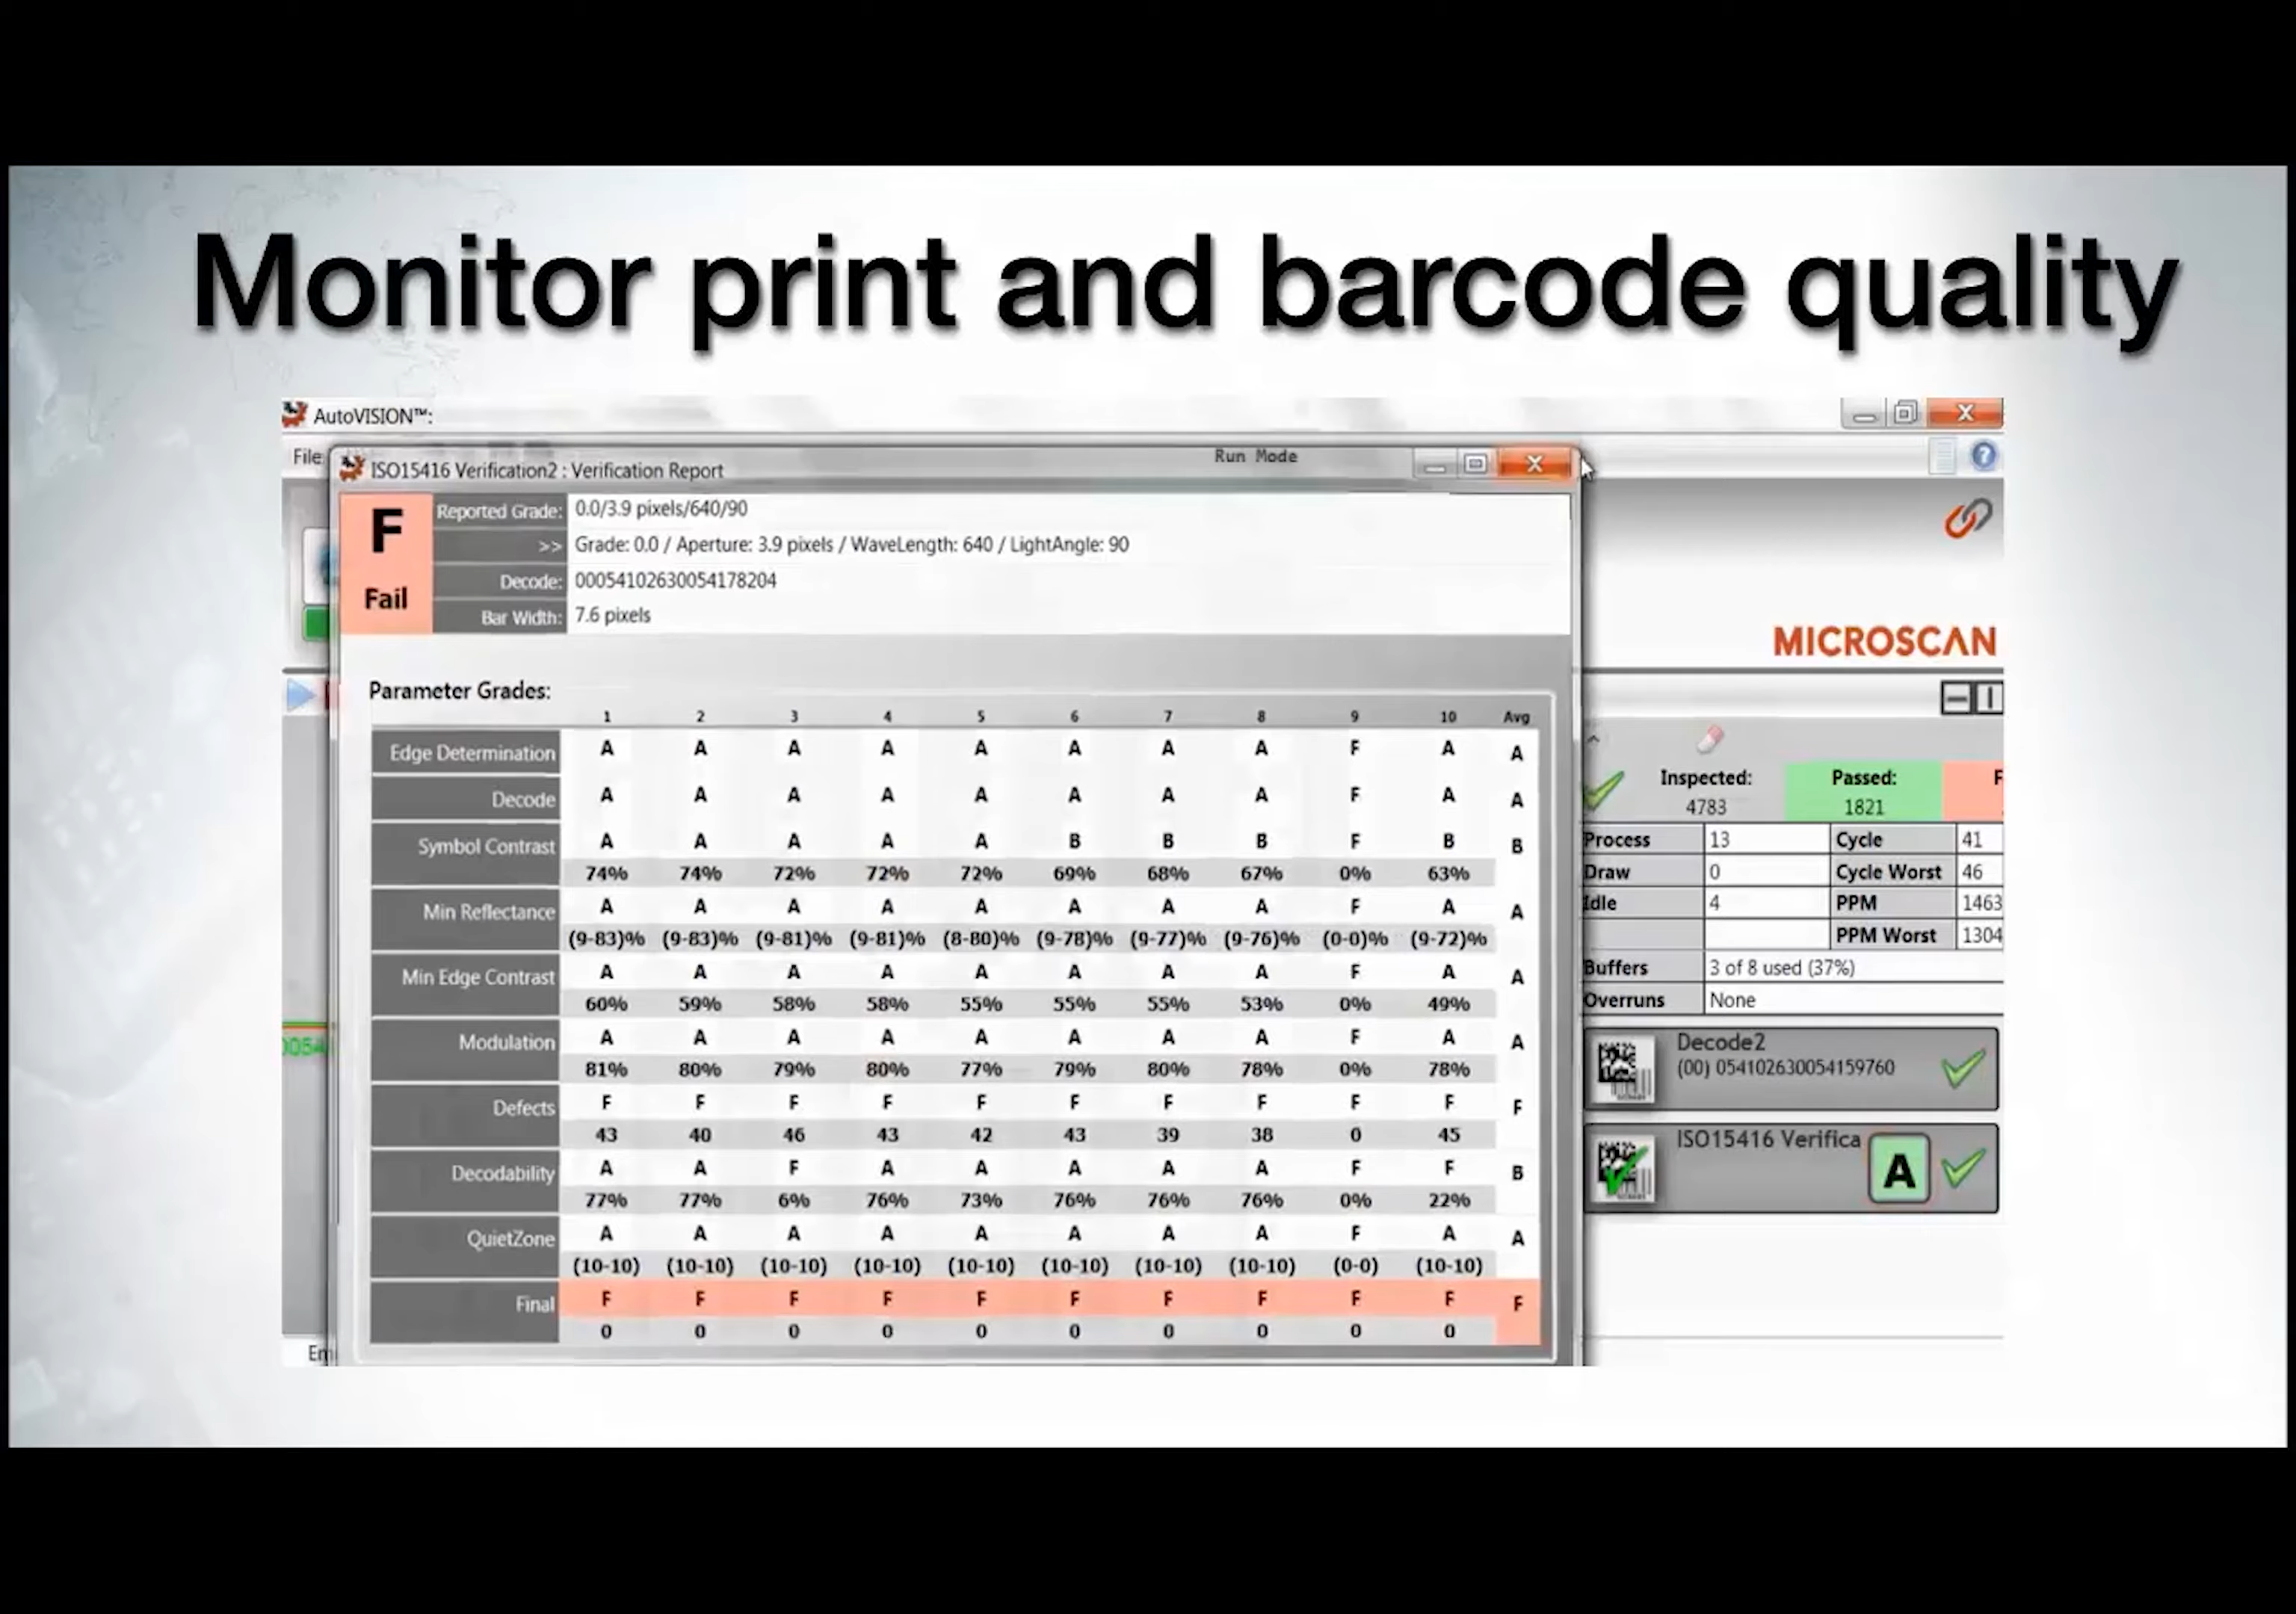 Monitor print and barcode quality
AutoVISION™:
File
Run Mode
ISO15416 Verification2 : Verification Report
F
Fail
Reported Grade: 0.0/3.9 pixels/640/90
>> Grade: 0.0 / Aperture: 3.9 pixels / WaveLength: 640 / LightAngle: 90
Decode: 00054102630054178204
Bar Width: 7.6 pixels
Parameter Grades:
1 2 3 4 5 6 7 8 9 10 Avg
Edge Determination A A A A A A A A F A A
Decode A A A A A A A A F A A
Symbol Contrast A A A A A B B B F B B
74% 74% 72% 72% 72% 69% 68% 67% 0% 63%
Min Reflectance A A A A A A A A F A A
(9-83)% (9-83)% (9-81)% (9-81)% (8-80)% (9-78)% (9-77)% (9-76)% (0-0)% (9-72)%
Min Edge Contrast A A A A A A A A F A A
60% 59% 58% 58% 55% 55% 55% 53% 0% 49%
Modulation A A A A A A A A F A A
81% 80% 79% 80% 77% 79% 80% 78% 0% 78%
Defects F F F F F F F F F F F
43 40 46 43 42 43 39 38 0 45
Decodability A A F A A A A A F F B
77% 77% 6% 76% 73% 76% 76% 76% 0% 22%
QuietZone A A A A A A A A F A A
(10-10) (10-10) (10-10) (10-10) (10-10) (10-10) (10-10) (10-10) (0-0) (10-10)
Final F F F F F F F F F F F
0 0 0 0 0 0 0 0 0 0
MICROSCAN
Inspected: Passed: F
4783 1821
Process 13 Cycle 41
Draw 0 Cycle Worst 46
Idle 4 PPM 1463
PPM Worst 1304
Buffers 3 of 8 used (37%)
Overruns None
Decode2
(00) 054102630054159760
ISO15416 Verifica A